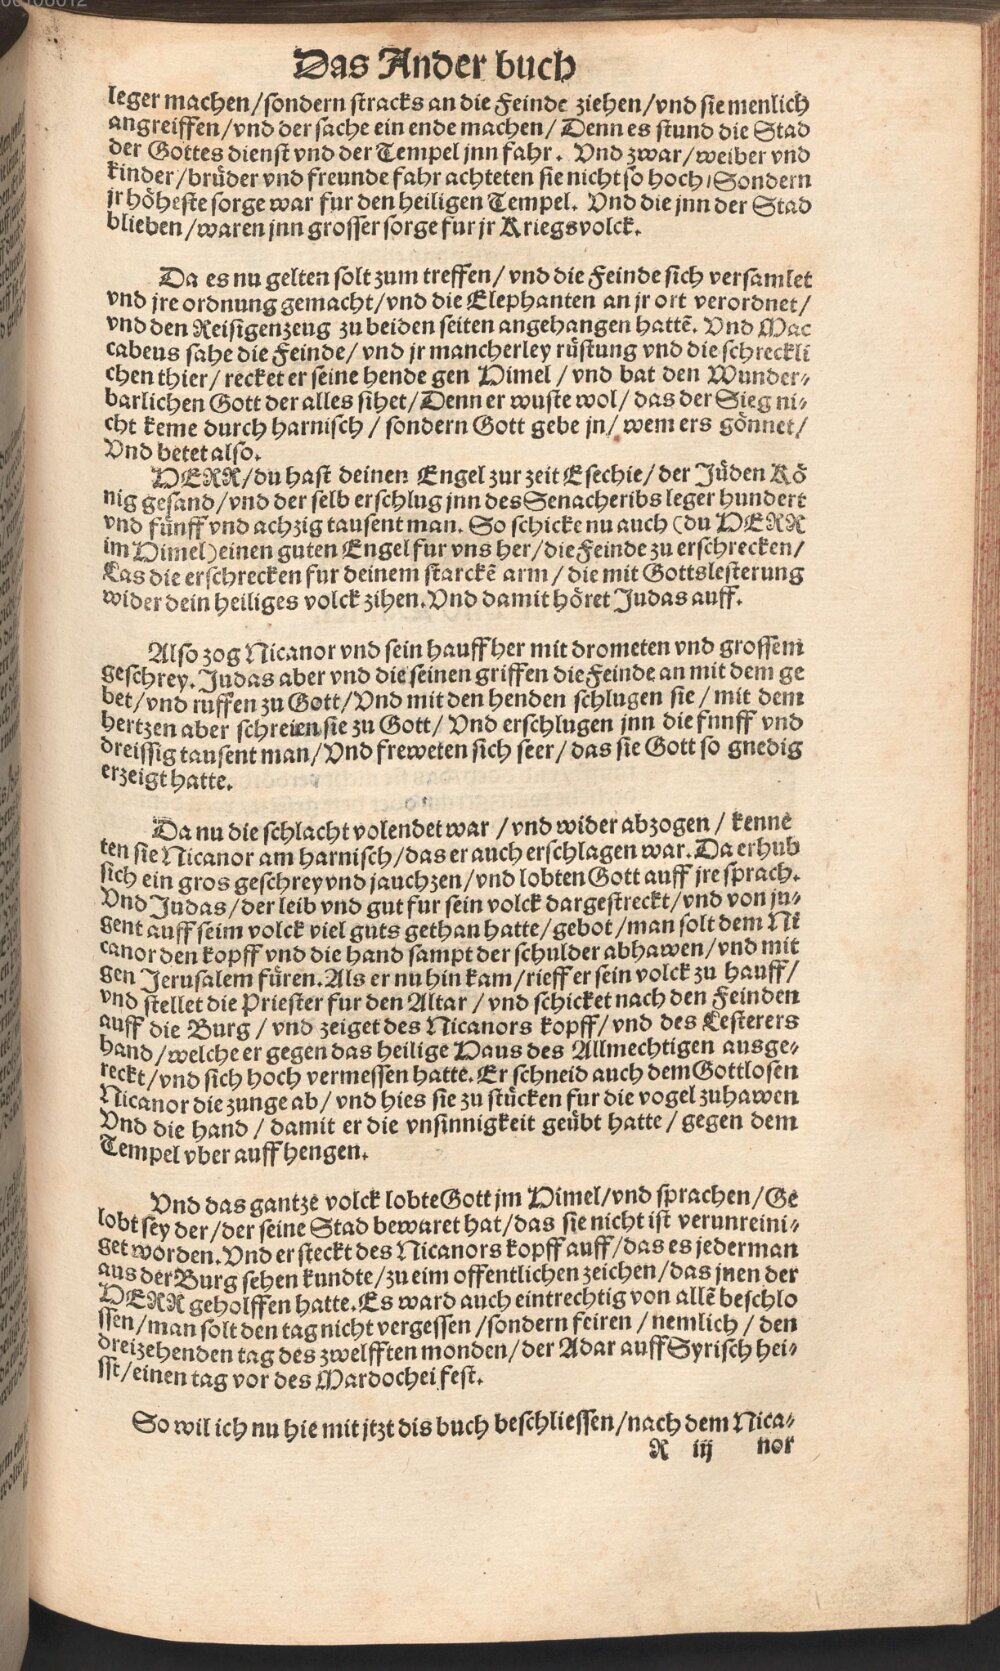 Das Ander buch
leger machen/sondern stracks an die Feinde ziehen/vnd sie menlich
angreiffen/vnd der sache ein ende machen/Denn es stund die Stad
der Gottes dienst vnd der Tempel jnn fahr. Vnd zwar/weiber vnd
kinder/brüder vnd freunde fahr achteten sie nicht so hoch/Sondern
jr höheste sorge war fur den heiligen Tempel. Vnd die jnn der Stad
blieben/waren jnn grosser sorge fur jr Kriegsvolck.
Da es nu gelten solt zum treffen/vnd die Feinde sich versamlet
vnd jre ordnung gemacht/vnd die Elephanten an jr ort verordnet/
vnd den Reisigenzeug zu beiden seiten angehangen hattē. Vnd Mac
cabeus sahe die Feinde/vnd jr mancherley rüstung vnd die schreckli
chen thier/recket er seine hende gen Himel/vnd bat den Wunder-
barlichen Gott der alles sihet/Denn er wuste wol/das der Sieg ni-
cht keme durch harnisch/sondern Gott gebe jn/wem ers gönnet/
Vnd betet also.
HERR/du hast deinen Engel zur zeit Esechie/der Jüden Kö
nig gesand/vnd der selb erschlug jnn des Senacheribs leger hundert
vnd fünff vnd achzig tausent man. So schicke nu auch (du HERR
im Himel) einen guten Engel fur vns her/die Feinde zu erschrecken/
Las die erschrecken fur deinem starckē arm/die mit Gottslesterung
wider dein heiliges volck zihen. Vnd damit höret Judas auff.
Also zog Nicanor vnd sein hauff her mit drometen vnd grossem
geschrey. Judas aber vnd die seinen griffen die Feinde an mit dem ge
bet/vnd ruffen zu Gott/Vnd mit den henden schlugen sie/mit dem
hertzen aber schreien sie zu Gott/Vnd erschlugen jnn die fnnff vnd
dreissig tausent man/Vnd freweten sich seer/das sie Gott so gnedig
erzeigt hatte.
Da nu die schlacht volendet war/vnd wider abzogen/kenne
ten sie Nicanor am harnisch/das er auch erschlagen war. Da erhub
sich ein gros geschrey vnd jauchzen/vnd lobten Gott auff jre sprach.
Vnd Judas/der leib vnd gut fur sein volck dargestreckt/vnd von ju-
gent auff seim volck viel guts gethan hatte/gebot/man solt dem Ni
canor den kopff vnd die hand sampt der schulder abhawen/vnd mit
gen Jerusalem füren. Als er nu hin kam/rieff er sein volck zu hauff/
vnd stellet die Priester fur den Altar/vnd schicket nach den Feinden
auff die Burg/vnd zeiget des Nicanors kopff/vnd des Lesterers
hand/welche er gegen das heilige Haus des Allmechtigen ausge-
reckt/vnd sich hoch vermessen hatte. Er schneid auch dem Gottlosen
Nicanor die zunge ab/vnd hies sie zu stücken fur die vogel zuhawen
Vnd die hand/damit er die vnsinnigkeit geübt hatte/gegen dem
Tempel vber auff hengen.
Vnd das gantze volck lobte Gott jm Himel/vnd sprachen/Ge
lobt sey der/der seine Stad bewaret hat/das sie nicht ist verunreini-
get worden. Vnd er steckt des Nicanors kopff auff/das es jederman
aus der Burg sehen kundte/zu eim offentlichen zeichen/das jnen der
HERR geholffen hatte. Es ward auch eintrechtig von allē beschlo
ssen/man solt den tag nicht vergessen/sondern feiren/nemlich/den
dreizehenden tag des zwelfften monden/der Adar auff Syrisch hei-
sst/einen tag vor des Mardochei fest.
So wil ich nu hie mit jtzt dis buch beschliessen/nach dem Nica-
R iij nor